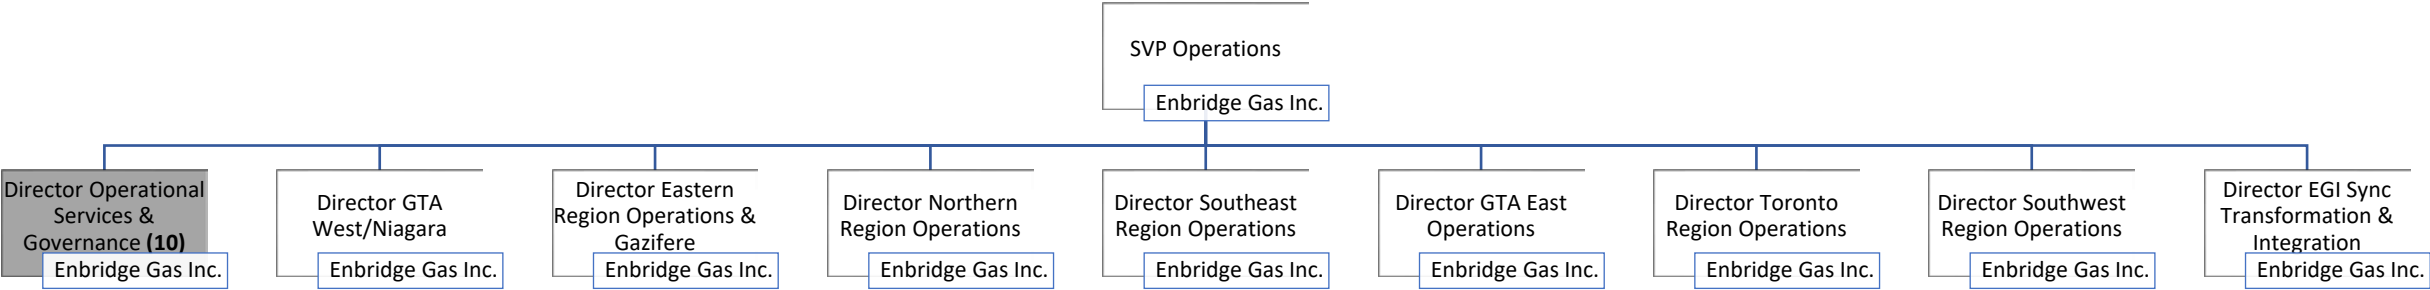 SVP Operations
Enbridge Gas Inc.
Director Operational
Services &
Governance (10)
Enbridge Gas Inc.
Director GTA
West/Niagara
Enbridge Gas Inc.
Director Eastern
Region Operations &
Gazifere
Enbridge Gas Inc.
Director Northern
Region Operations
Enbridge Gas Inc.
Director Southeast
Region Operations
Enbridge Gas Inc.
Director GTA East
Operations
Enbridge Gas Inc.
Director Toronto
Region Operations
Enbridge Gas Inc.
Director Southwest
Region Operations
Enbridge Gas Inc.
Director EGI Sync
Transformation &
Integration
Enbridge Gas Inc.